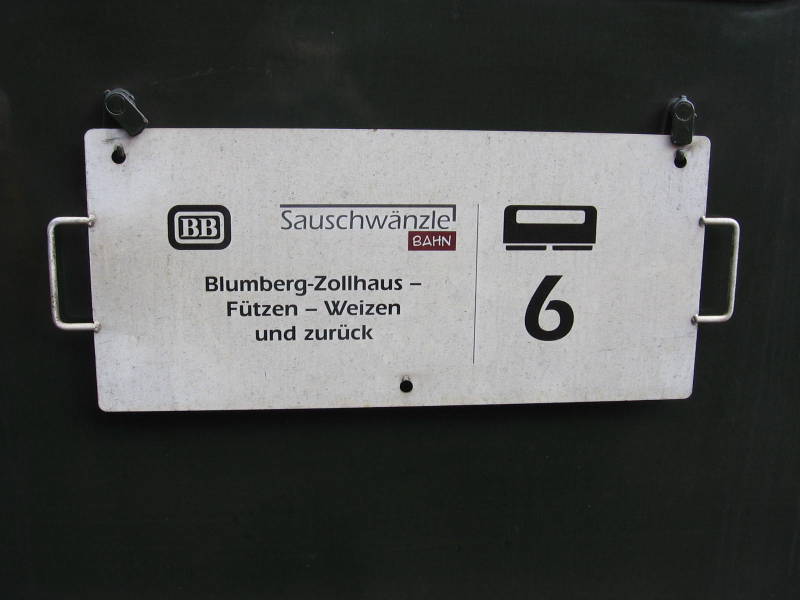 BB
Sauschwänzle
BAHN
Blumberg-Zollhaus –
Fützen – Weizen
und zurück
6